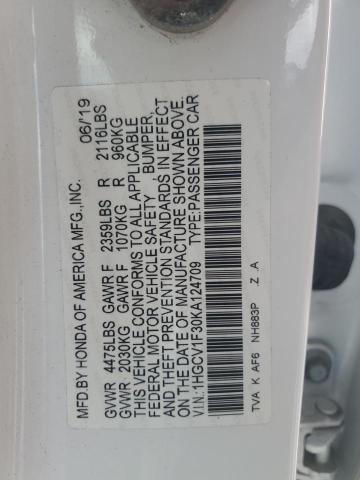 MFD.BY HONDA OF AMERICA MFG.,INC. 06/'19
GVWR 4475LBS GAWR F 2359LBS R 2116LBS
GVWR 2030KG GAWR F 1070KG R 960KG
THIS VEHICLE CONFORMS TO ALL APPLICABLE
FEDERAL MOTOR VEHICLE SAFETY BUMPER,
AND THEFT PREVENTION STANDARDS IN EFFECT
ON THE DATE OF MANUFACTURE SHOWN ABOVE.
V.I.N.:1HGCV1F30KA124709 TYPE:PASSENGER CAR
TVA K AF6 NH883P Z .A